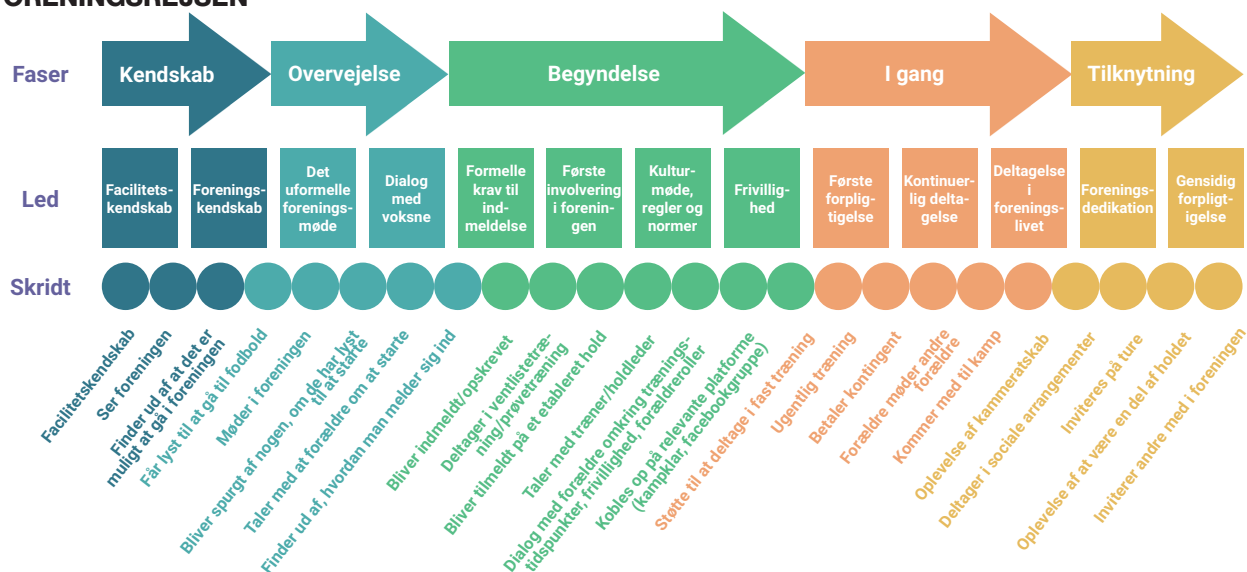 FORENINGSREJSEN
Faser
Kendskab
Overvejelse
Begyndelse
I gang
Tilknytning
Led
Facilitets-
kendskab
Forenings-
kendskab
Det
uformelle
forenings-
møde
Dialog
med
voksne
Formelle
krav til
ind-
meldelse
Første
involvering
i forenin-
gen
Kultur-
møde,
regler og
normer
Frivillig-
hed
Første
forplig-
tigelse
Kontinuer-
lig delta-
gelse
Deltagelse
i
forenings-
livet
Forenings-
dedikation
Gensidig
forpligt-
igelse
Skridt
Facilitetskendskab
Ser foreningen
Finder ud af at det er
muligt at gå i foreningen
Får lyst til at gå til fodbold
Møder i foreningen
Bliver spurgt af nogen, om de har lyst
til at starte
Taler med at forældre om at starte
Finder ud af, hvordan man melder sig ind
Bliver indmeldt/opskrevet
Deltager i ventlistetræ-
ning/prøvetræning
Bliver tilmeldt på et etableret hold
Taler med træner/holdleder
Dialog med forældre omkring trænings-
tidspunkter, frivillighed, forældreroller
Kobles op på relevante platforme
(kampklar, facebookgruppe)
Støtte til at deltage i fast træning
Ugentlig træning
Betaler kontingent
Forældre møder andre
forældre
Kommer med til kamp
Oplevelse af kammeratskab
Deltager i sociale arrangementer
Inviteres på ture
Oplevelse af at være en del af holdet
Inviterer andre med i foreningen